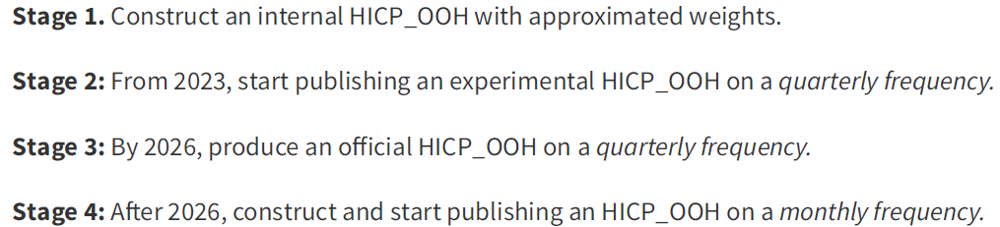 Stage 1. Construct an internal HICP_OOH with approximated weights.
Stage 2: From 2023, start publishing an experimental HICP_OOH on a quarterly frequency.
Stage 3: By 2026, produce an official HICP_OOH on a quarterly frequency.
Stage 4: After 2026, construct and start publishing an HICP_OOH on a monthly frequency.